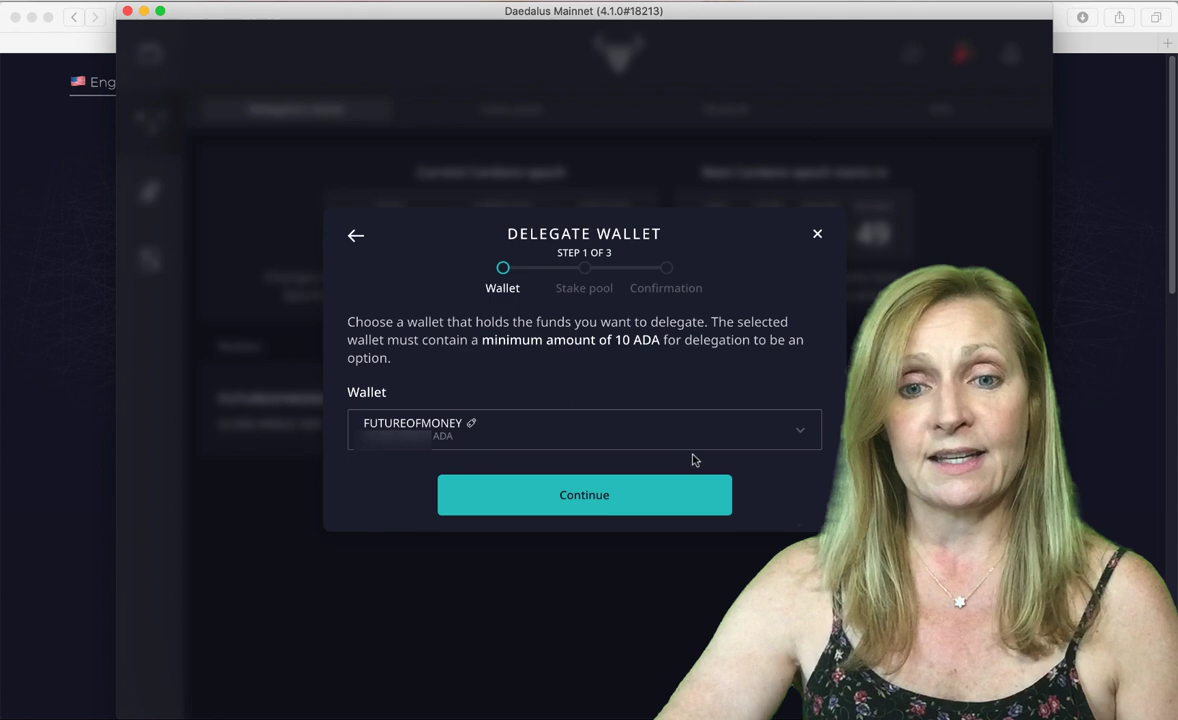 Daedalus Mainnet (4.1.0#18213)
Eng
DELEGATE WALLET
STEP 1 OF 3
Wallet Stake pool Confirmation
Choose a wallet that holds the funds you want to delegate. The selected
wallet must contain a minimum amount of 10 ADA for delegation to be an
option.
Wallet
FUTUREOFMONEY
ADA
Continue
49